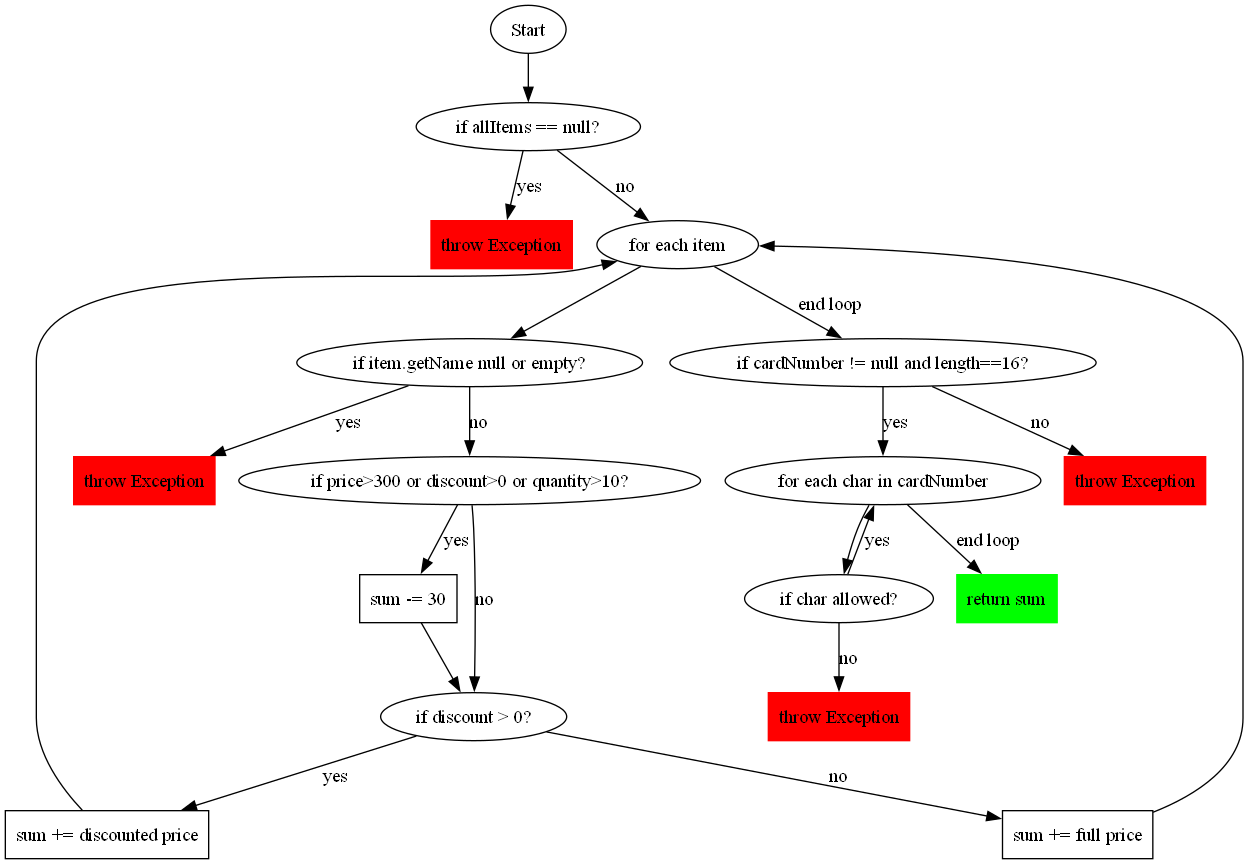 Start
if allItems == null?
yes
no
throw Exception
for each item
end loop
if item.getName null or empty?
if cardNumber != null and length==16?
yes
no
yes
no
throw Exception
if price>300 or discount>0 or quantity>10?
for each char in cardNumber
throw Exception
yes
yes
end loop
sum -= 30
no
if char allowed?
return sum
no
if discount > 0?
throw Exception
yes
no
sum += discounted price
sum += full price